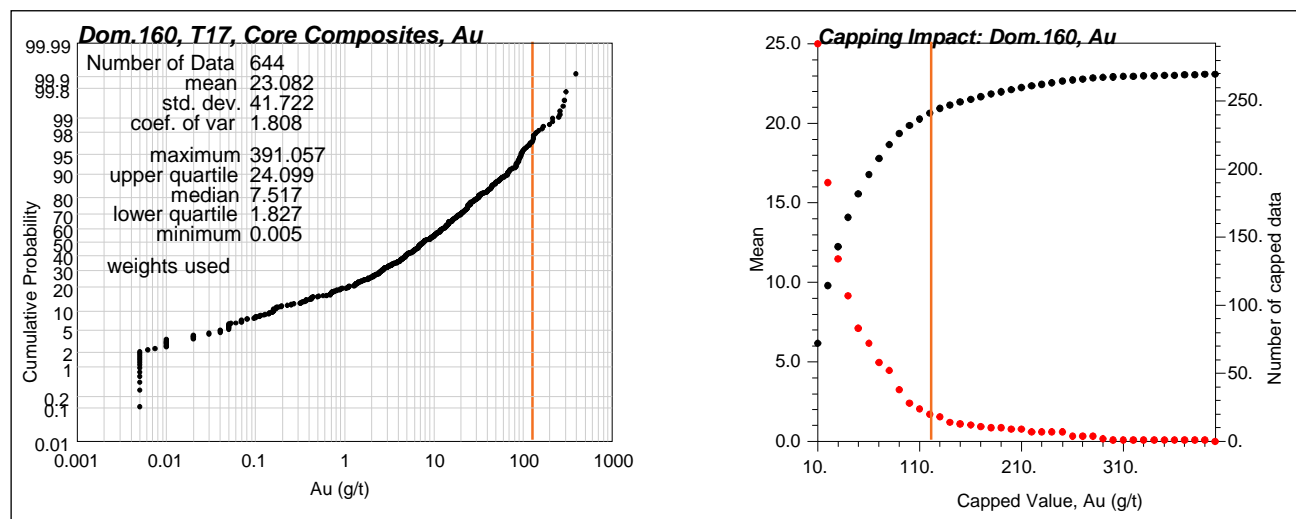 Dom.160, T17, Core Composites, Au
99.99
99.9
99.8
99
98
95
90
80
70
60
50
40
30
20
10
5
2
1
0.2
0.1
0.01
Cumulative Probability
Number of Data 644
mean 23.082
std. dev. 41.722
coef. of var 1.808
maximum 391.057
upper quartile 24.099
median 7.517
lower quartile 1.827
minimum 0.005
weights used
0.001 0.01 0.1 1 10 100 1000
Au (g/t)
Capping Impact: Dom.160, Au
25.0
20.0
15.0
10.0
5.0
0.0
Mean
250.
200.
150.
100.
50.
0.
Number of capped data
10. 110. 210. 310.
Capped Value, Au (g/t)